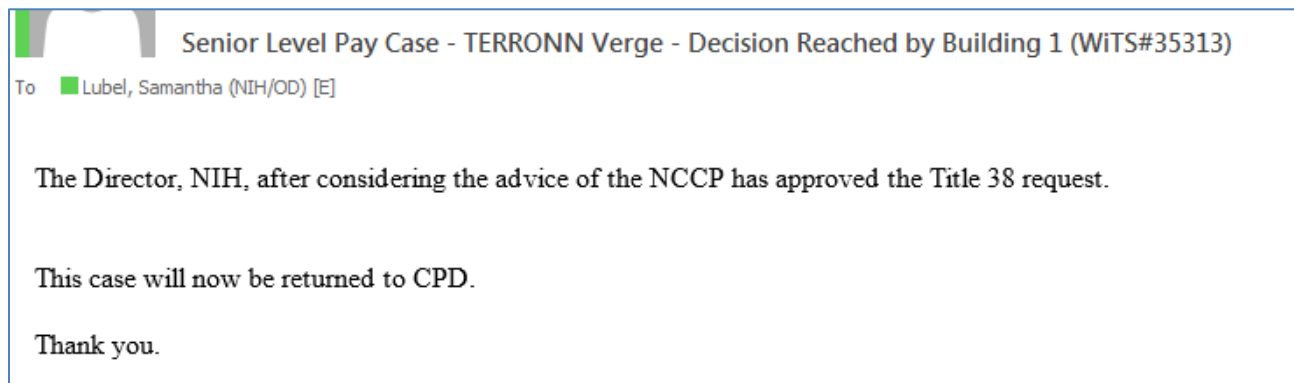 Senior Level Pay Case - TERRONN Verge - Decision Reached by Building 1 (WiTS#35313)
To Lubel, Samantha (NIH/OD) [E]
The Director, NIH, after considering the advice of the NCCP has approved the Title 38 request.
This case will now be returned to CPD.
Thank you.